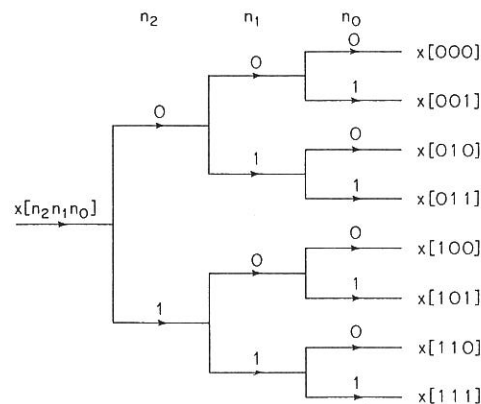 n₂ n₁ n₀
0 x[000]
0
1 x[001]
0
0 x[010]
1
1 x[011]
x[n₂n₁n₀]
0 x[100]
0
1 x[101]
1
0 x[110]
1
1 x[111]